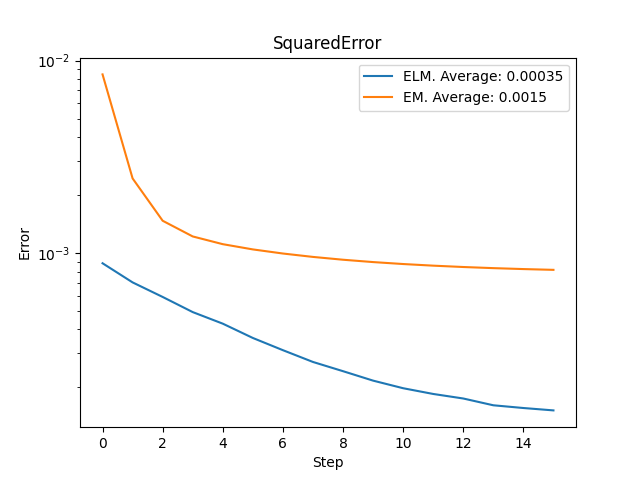 SquaredError
ELM. Average: 0.00035
EM. Average: 0.0015
Error
10⁻²
10⁻³
0 2 4 6 8 10 12 14
Step